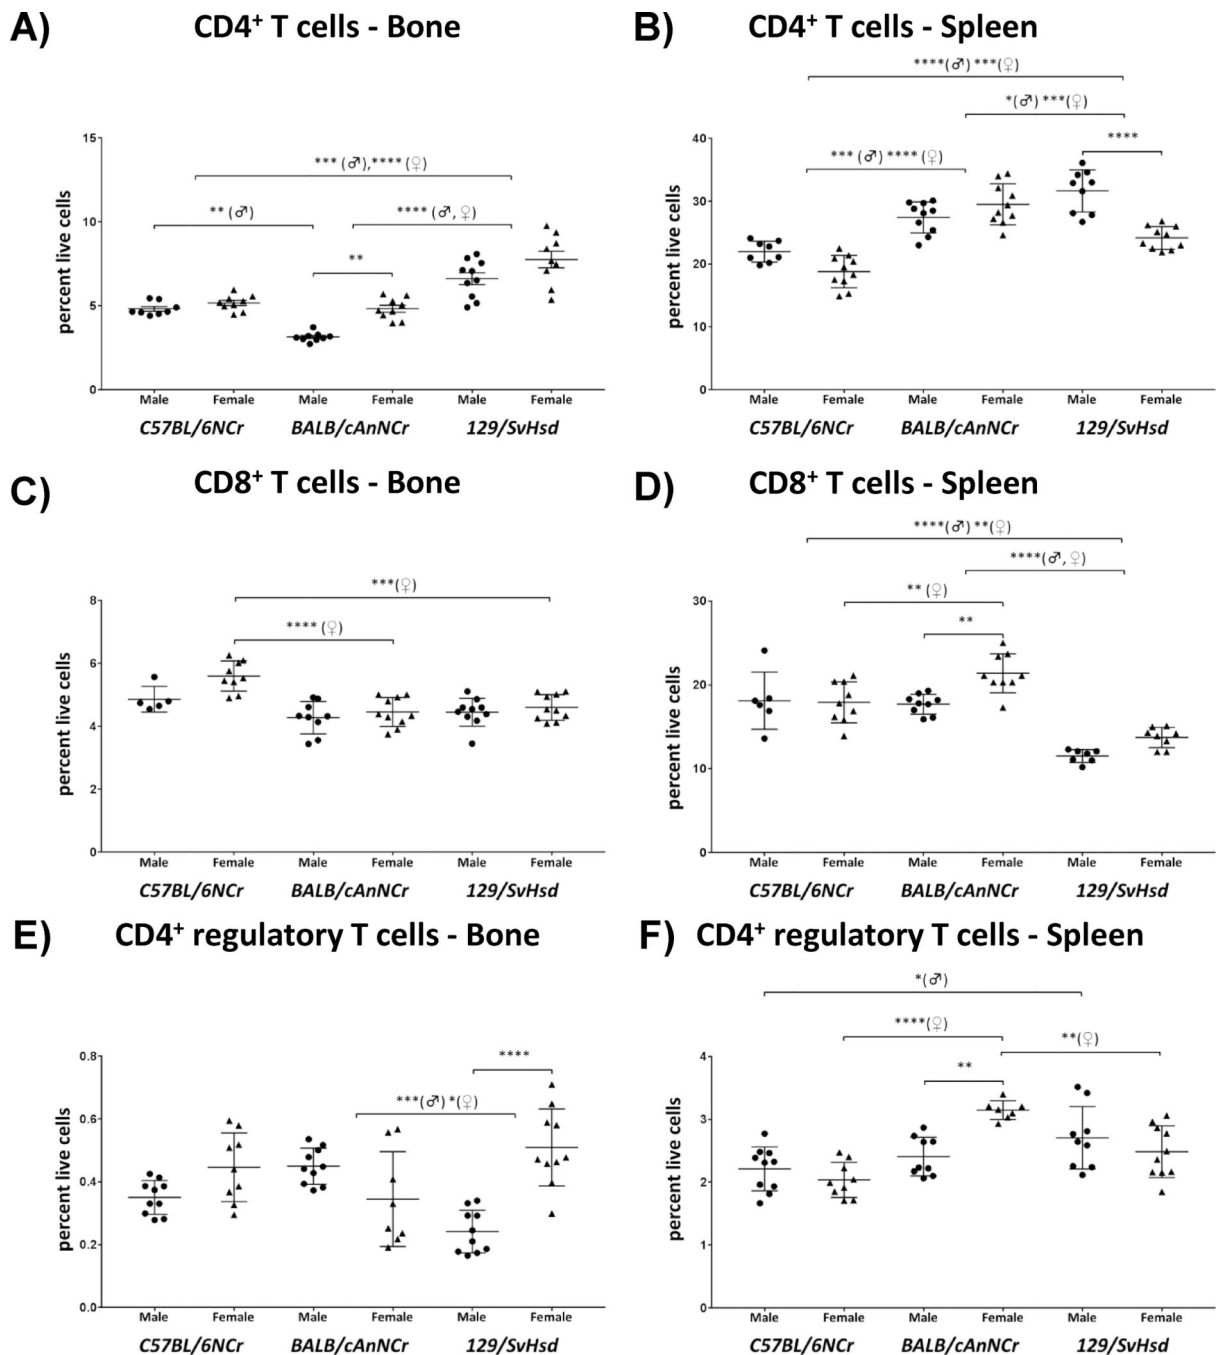 A) CD4⁺ T cells - Bone
*** (♂),**** (♀)
** (♂)
**** (♂, ♀)
**
percent live cells
15
10
5
0
Male Female Male Female Male Female
C57BL/6NCr BALB/cAnNCr 129/SvHsd
B) CD4⁺ T cells - Spleen
****(♂) ***(♀)
*(♂) ***(♀)
****
*** (♂) **** (♀)
percent live cells
40
30
20
10
0
Male Female Male Female Male Female
C57BL/6NCr BALB/cAnNCr 129/SvHsd
C) CD8⁺ T cells - Bone
***(♀)
**** (♀)
percent live cells
8
6
4
2
0
Male Female Male Female Male Female
C57BL/6NCr BALB/cAnNCr 129/SvHsd
D) CD8⁺ T cells - Spleen
****(♂) **(♀)
****(♂, ♀)
** (♀)
**
percent live cells
30
20
10
0
Male Female Male Female Male Female
C57BL/6NCr BALB/cAnNCr 129/SvHsd
E) CD4⁺ regulatory T cells - Bone
****
***(♂) *(♀)
percent live cells
0.8
0.6
0.4
0.2
0.0
Male Female Male Female Male Female
C57BL/6NCr BALB/cAnNCr 129/SvHsd
F) CD4⁺ regulatory T cells - Spleen
*(♂)
****(♀)
**(♀)
**
percent live cells
4
3
2
1
0
Male Female Male Female Male Female
C57BL/6NCr BALB/cAnNCr 129/SvHsd